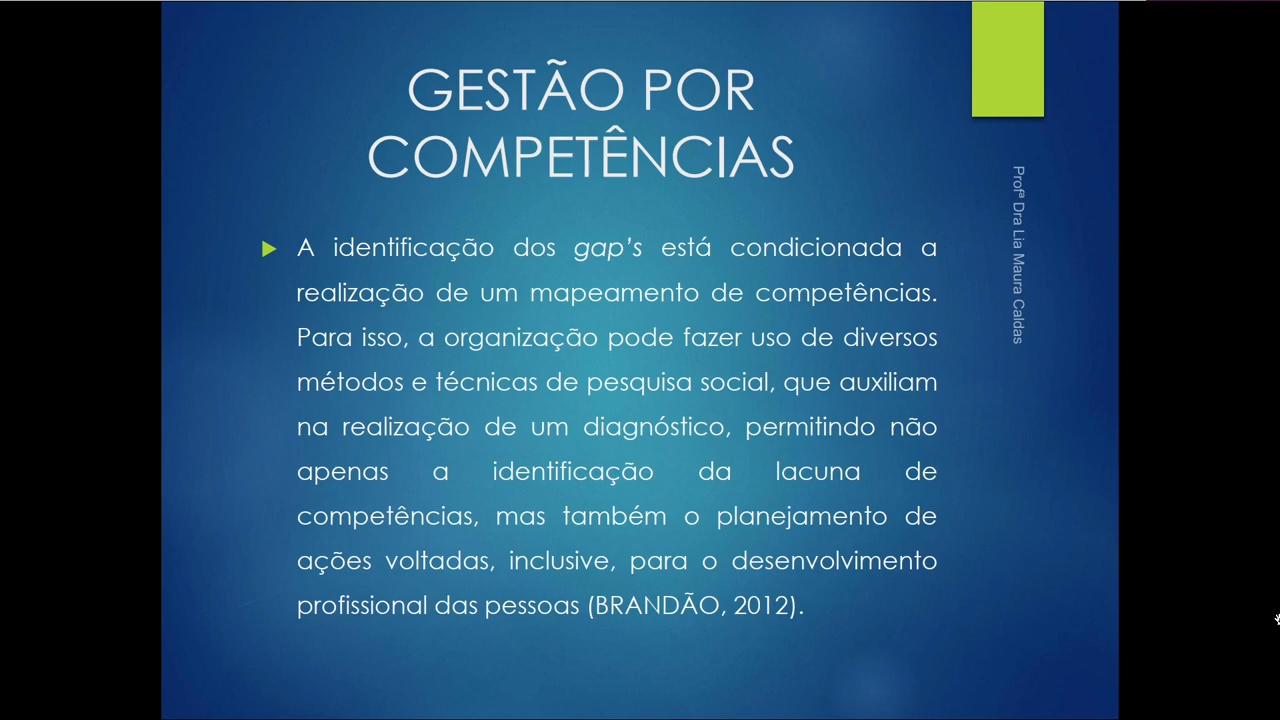 GESTÃO POR
COMPETÊNCIAS
A identificação dos gap's está condicionada a
realização de um mapeamento de competências.
Para isso, a organização pode fazer uso de diversos
métodos e técnicas de pesquisa social, que auxiliam
na realização de um diagnóstico, permitindo não
apenas a identificação da lacuna de
competências, mas também o planejamento de
ações voltadas, inclusive, para o desenvolvimento
profissional das pessoas (BRANDÃO, 2012).
Profª Dra Lia Maura Caldas